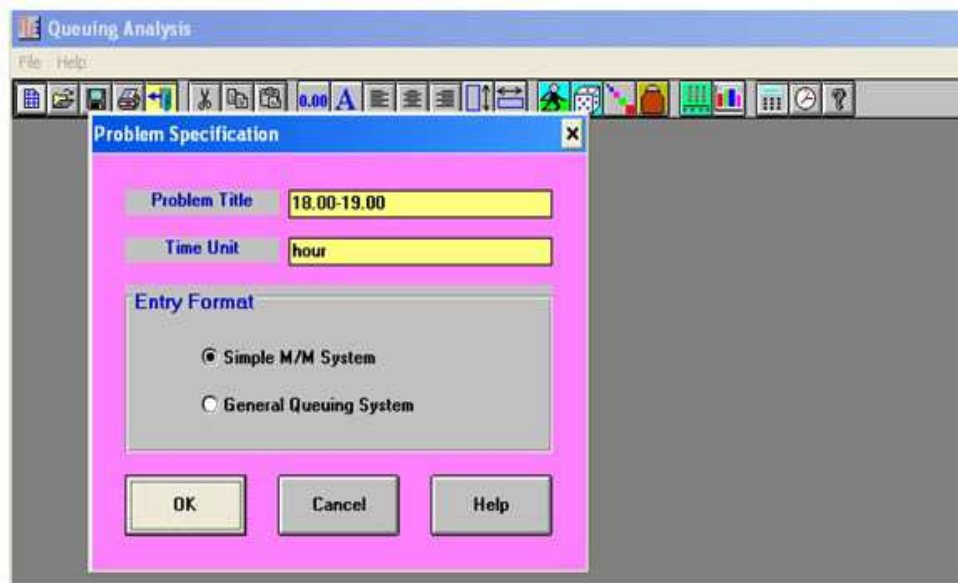 Queuing Analysis
File Help
0.00 A ?
Problem Specification
Problem Title 18.00-19.00
Time Unit hour
Entry Format
Simple M/M System
General Queuing System
OK Cancel Help